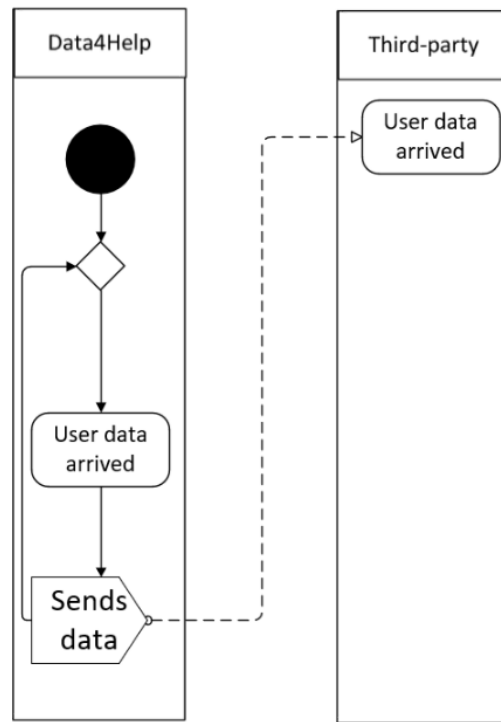 Data4Help
Third-party
User data
arrived
User data
arrived
Sends
data